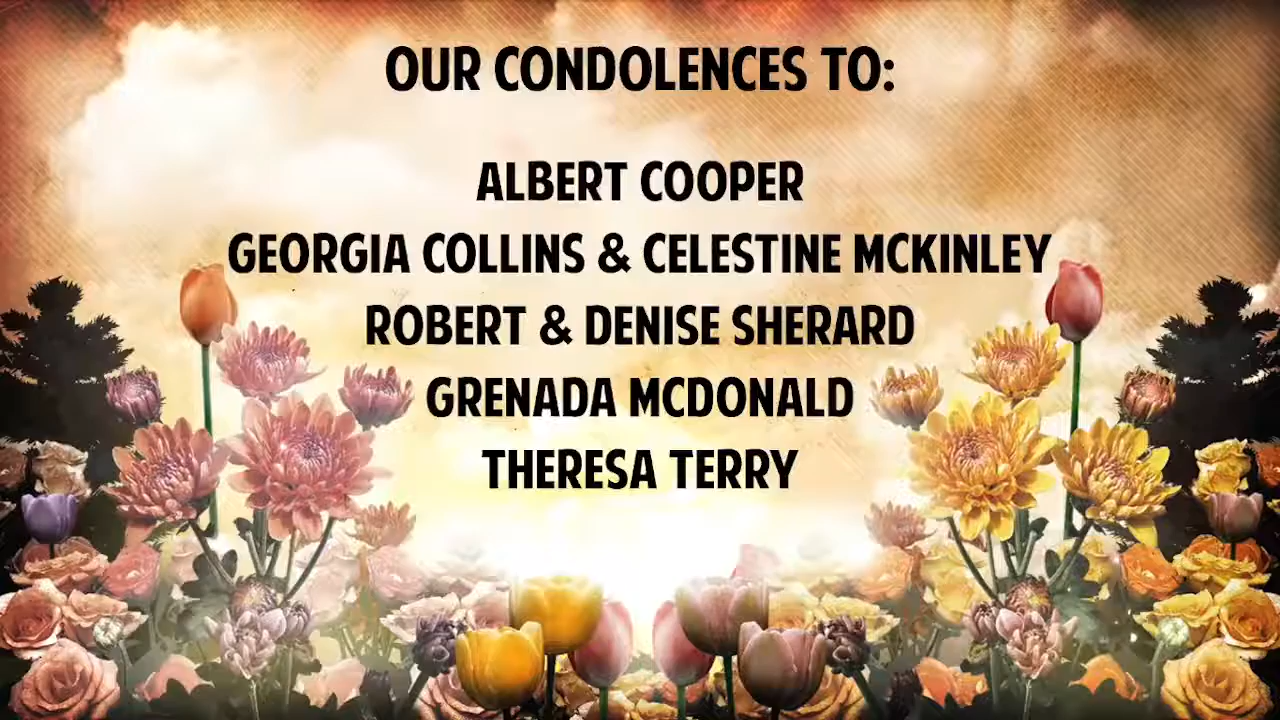 OUR CONDOLENCES TO:
ALBERT COOPER
GEORGIA COLLINS & CELESTINE MCKINLEY
ROBERT & DENISE SHERARD
GRENADA MCDONALD
THERESA TERRY